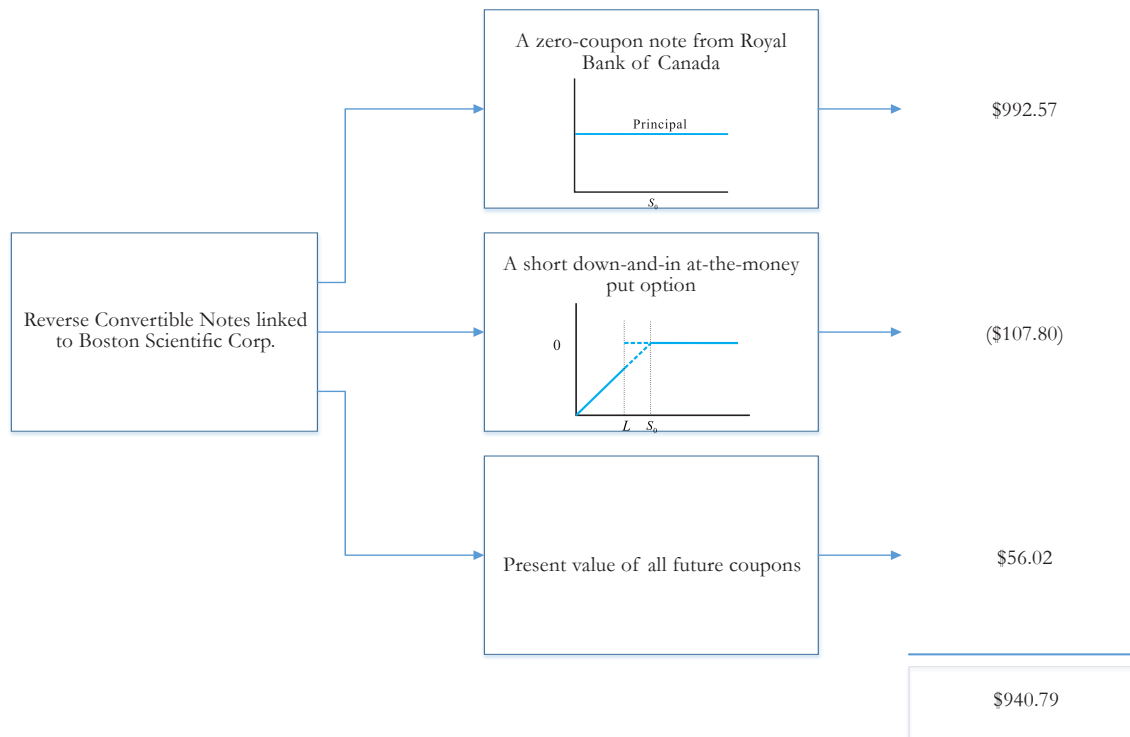 A zero-coupon note from Royal
Bank of Canada
Principal
S₀
$992.57
Reverse Convertible Notes linked
to Boston Scientific Corp.
A short down-and-in at-the-money
put option
0
L S₀
($107.80)
Present value of all future coupons
$56.02
$940.79